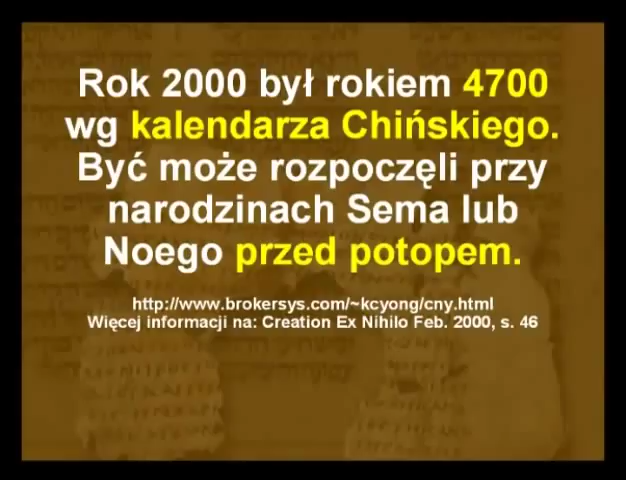 Rok 2000 był rokiem 4700
wg kalendarza Chińskiego.
Być może rozpoczęli przy
narodzinach Sema lub
Noego przed potopem.
http://www.brokersys.com/~kcyong/cny.html
Więcej informacji na: Creation Ex Nihilo Feb. 2000, s. 46